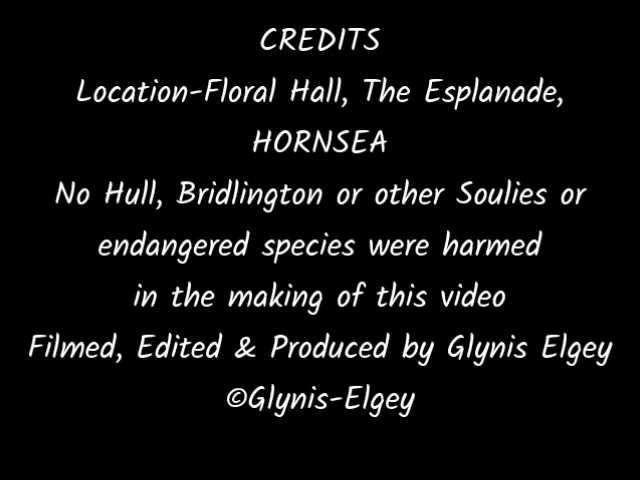 CREDITS
Location-Floral Hall, The Esplanade,
HORNSEA
No Hull, Bridlington or other Soulies or
endangered species were harmed
in the making of this video
Filmed, Edited & Produced by Glynis Elgey
©Glynis-Elgey